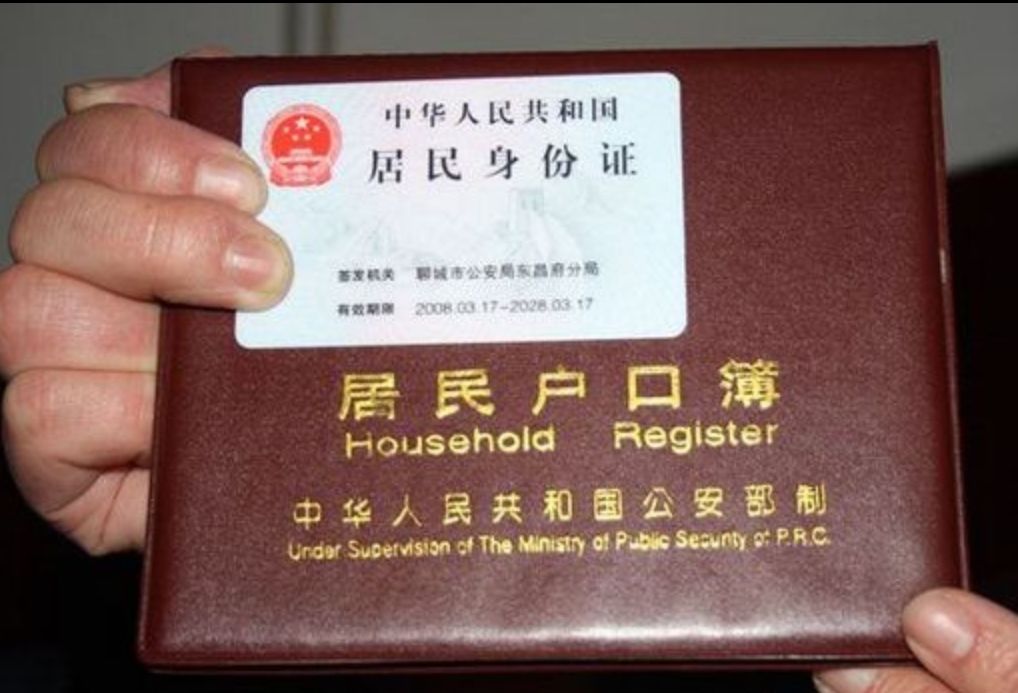 中华人民共和国
居民身份证
签发机关 聊城市公安局东昌府分局
有效期限 2008.03.17-2028.03.17
居民户口簿
Household Register
中华人民共和国公安部制
Under Supervision of The Ministry of Public Security of P.R.C.